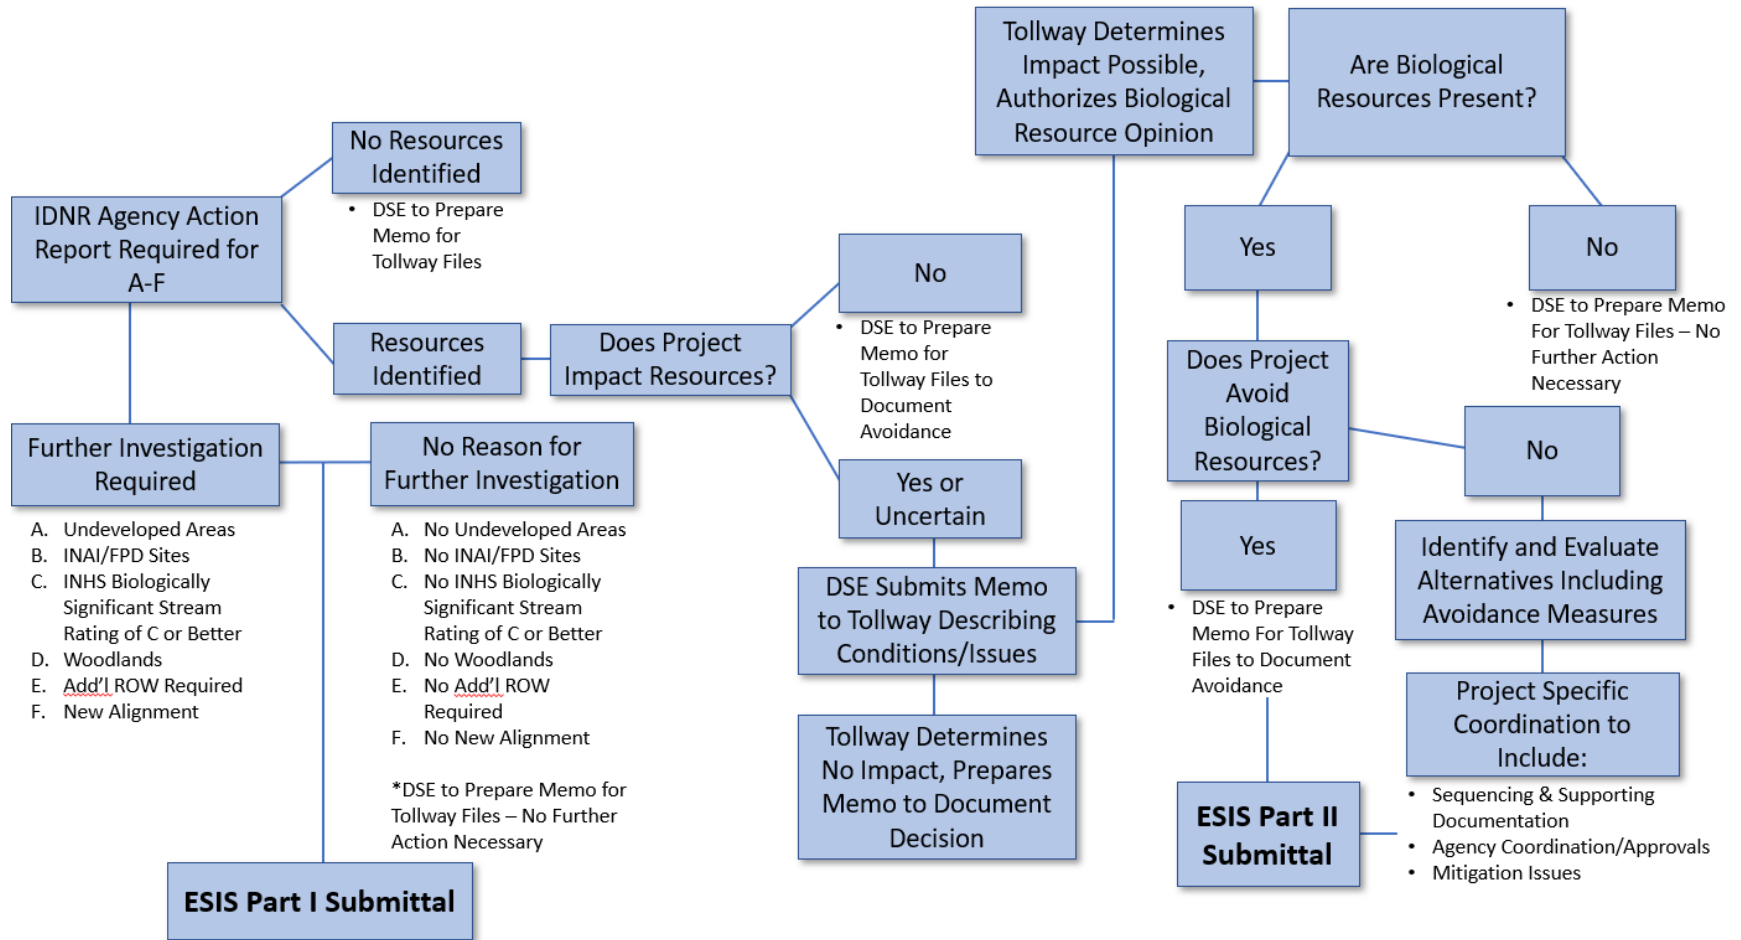 IDNR Agency Action
Report Required for
A-F
No Resources
Identified
• DSE to Prepare
Memo for
Tollway Files
Resources
Identified
Does Project
Impact Resources?
No
• DSE to Prepare
Memo for
Tollway Files to
Document
Avoidance
Yes or
Uncertain
DSE Submits Memo
to Tollway Describing
Conditions/Issues
Tollway Determines
No Impact, Prepares
Memo to Document
Decision
Further Investigation
Required
A. Undeveloped Areas
B. INAI/FPD Sites
C. INHS Biologically
Significant Stream
Rating of C or Better
D. Woodlands
E. Add'l ROW Required
F. New Alignment
No Reason for
Further Investigation
A. No Undeveloped Areas
B. No INAI/FPD Sites
C. No INHS Biologically
Significant Stream
Rating of C or Better
D. No Woodlands
E. No Add'l ROW
Required
F. No New Alignment
*DSE to Prepare Memo for
Tollway Files – No Further
Action Necessary
ESIS Part I Submittal
Tollway Determines
Impact Possible,
Authorizes Biological
Resource Opinion
Are Biological
Resources Present?
Yes
No
• DSE to Prepare Memo
For Tollway Files – No
Further Action
Necessary
Does Project
Avoid
Biological
Resources?
Yes
• DSE to Prepare
Memo For Tollway
Files to Document
Avoidance
No
Identify and Evaluate
Alternatives Including
Avoidance Measures
Project Specific
Coordination to
Include:
• Sequencing & Supporting
Documentation
• Agency Coordination/Approvals
• Mitigation Issues
ESIS Part II
Submittal